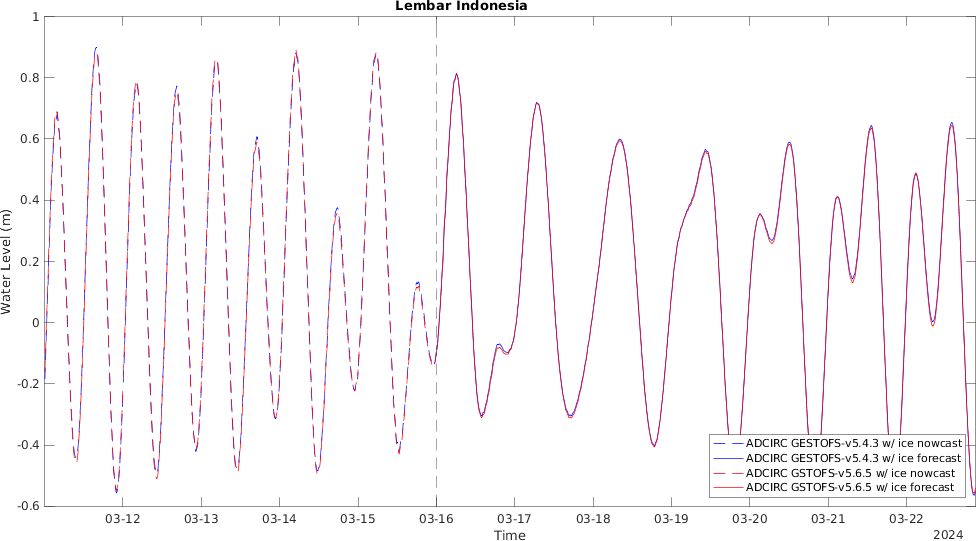 Lembar Indonesia
1
0.8
0.6
0.4
0.2
0
-0.2
-0.4
-0.6
Water Level (m)
ADCIRC GESTOFS-v5.4.3 w/ ice nowcast
ADCIRC GESTOFS-v5.4.3 w/ ice forecast
ADCIRC GSTOFS-v5.6.5 w/ ice nowcast
ADCIRC GSTOFS-v5.6.5 w/ ice forecast
03-12 03-13 03-14 03-15 03-16 03-17 03-18 03-19 03-20 03-21 03-22
Time
2024